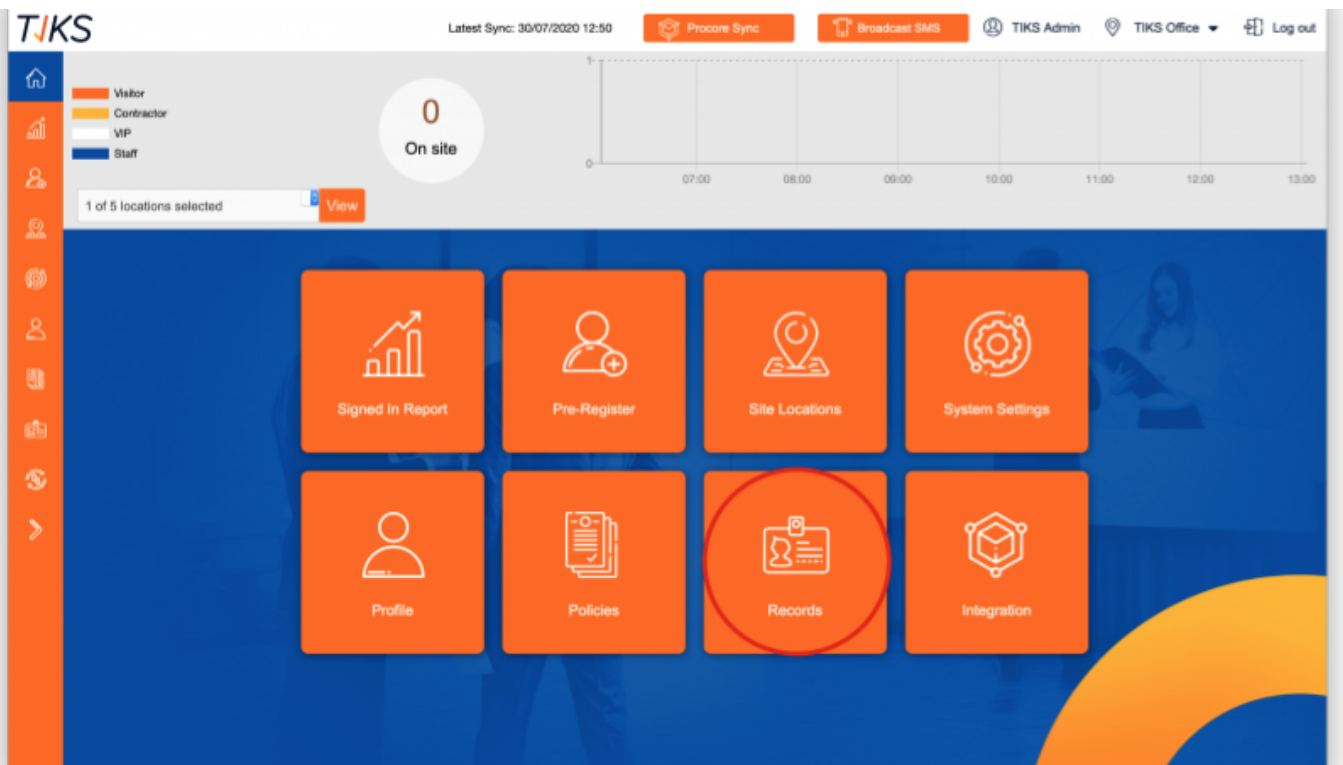 TIKS
Latest Sync: 30/07/2020 12:50
Procore Sync
Broadcast SMS
TIKS Admin
TIKS Office
Log out
Visitor
Contractor
VIP
Staff
0
On site
1
0
07:00 08:00 09:00 10:00 11:00 12:00 13:00
1 of 5 locations selected
View
Signed In Report
Pre-Register
Site Locations
System Settings
Profile
Policies
Records
Integration